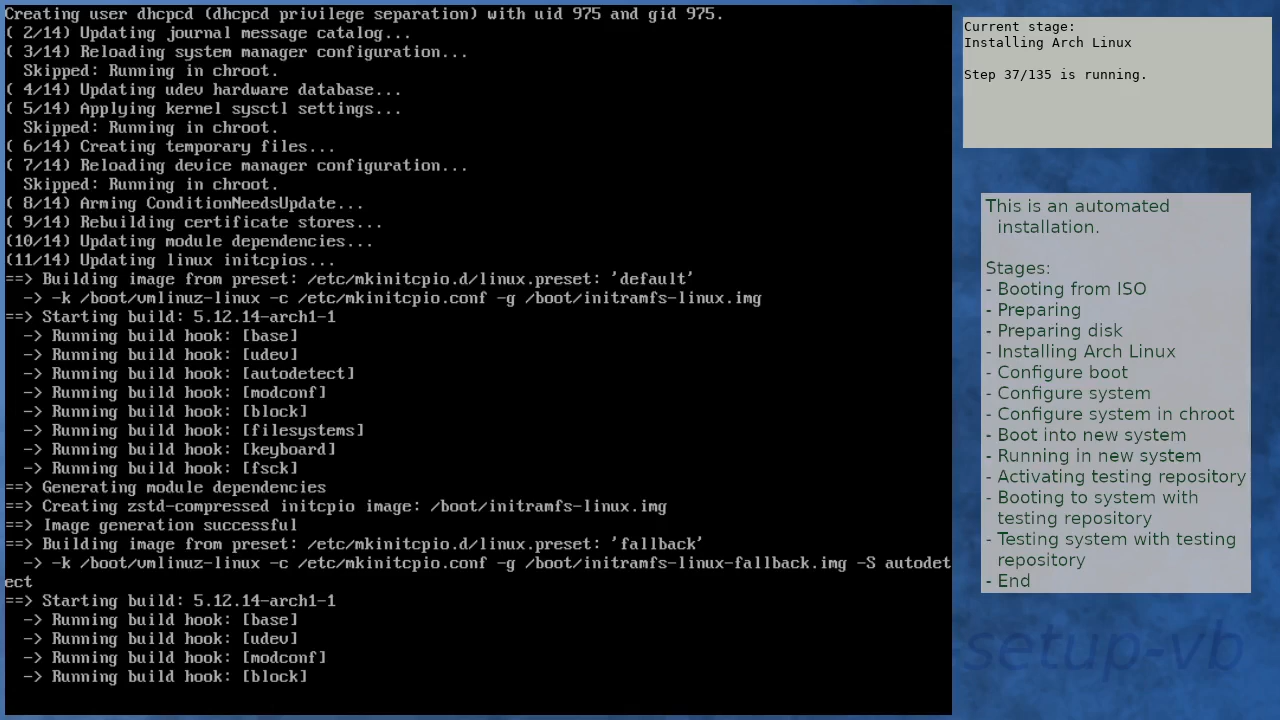 Creating user dhcpcd (dhcpcd privilege separation) with uid 975 and gid 975.
( 2/14) Updating journal message catalog...
( 3/14) Reloading system manager configuration...
  Skipped: Running in chroot.
( 4/14) Updating udev hardware database...
( 5/14) Applying kernel sysctl settings...
  Skipped: Running in chroot.
( 6/14) Creating temporary files...
( 7/14) Reloading device manager configuration...
  Skipped: Running in chroot.
( 8/14) Arming ConditionNeedsUpdate...
( 9/14) Rebuilding certificate stores...
(10/14) Updating module dependencies...
(11/14) Updating linux initcpios...
==> Building image from preset: /etc/mkinitcpio.d/linux.preset: 'default'
  -> -k /boot/vmlinuz-linux -c /etc/mkinitcpio.conf -g /boot/initramfs-linux.img
==> Starting build: 5.12.14-arch1-1
  -> Running build hook: [base]
  -> Running build hook: [udev]
  -> Running build hook: [autodetect]
  -> Running build hook: [modconf]
  -> Running build hook: [block]
  -> Running build hook: [filesystems]
  -> Running build hook: [keyboard]
  -> Running build hook: [fsck]
==> Generating module dependencies
==> Creating zstd-compressed initcpio image: /boot/initramfs-linux.img
==> Image generation successful
==> Building image from preset: /etc/mkinitcpio.d/linux.preset: 'fallback'
  -> -k /boot/vmlinuz-linux -c /etc/mkinitcpio.conf -g /boot/initramfs-linux-fallback.img -S autodet
ect
==> Starting build: 5.12.14-arch1-1
  -> Running build hook: [base]
  -> Running build hook: [udev]
  -> Running build hook: [modconf]
  -> Running build hook: [block]
Current stage:
Installing Arch Linux
Step 37/135 is running.
This is an automated
installation.
Stages:
- Booting from ISO
- Preparing
- Preparing disk
- Installing Arch Linux
- Configure boot
- Configure system
- Configure system in chroot
- Boot into new system
- Running in new system
- Activating testing repository
- Booting to system with
testing repository
- Testing system with testing
repository
- End
setup-vb